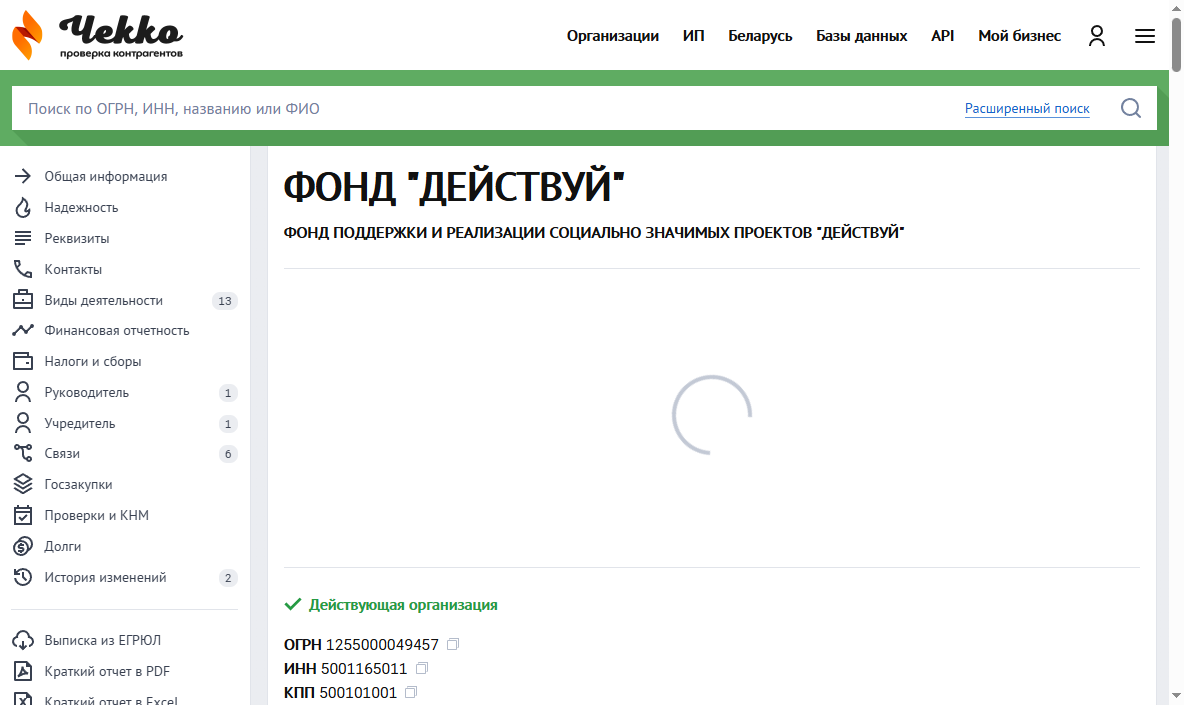 Чекко
проверка контрагентов
Организации ИП Беларусь Базы данных API Мой бизнес
Поиск по ОГРН, ИНН, названию или ФИО
Расширенный поиск
Общая информация
Надежность
Реквизиты
Контакты
Виды деятельности 13
Финансовая отчетность
Налоги и сборы
Руководитель 1
Учредитель 1
Связи 6
Госзакупки
Проверки и КНМ
Долги
История изменений 2
Выписка из ЕГРЮЛ
Краткий отчет в PDF
Краткий отчет в Excel
ФОНД "ДЕЙСТВУЙ"
ФОНД ПОДДЕРЖКИ И РЕАЛИЗАЦИИ СОЦИАЛЬНО ЗНАЧИМЫХ ПРОЕКТОВ "ДЕЙСТВУЙ"
Действующая организация
ОГРН 1255000049457
ИНН 5001165011
КПП 500101001